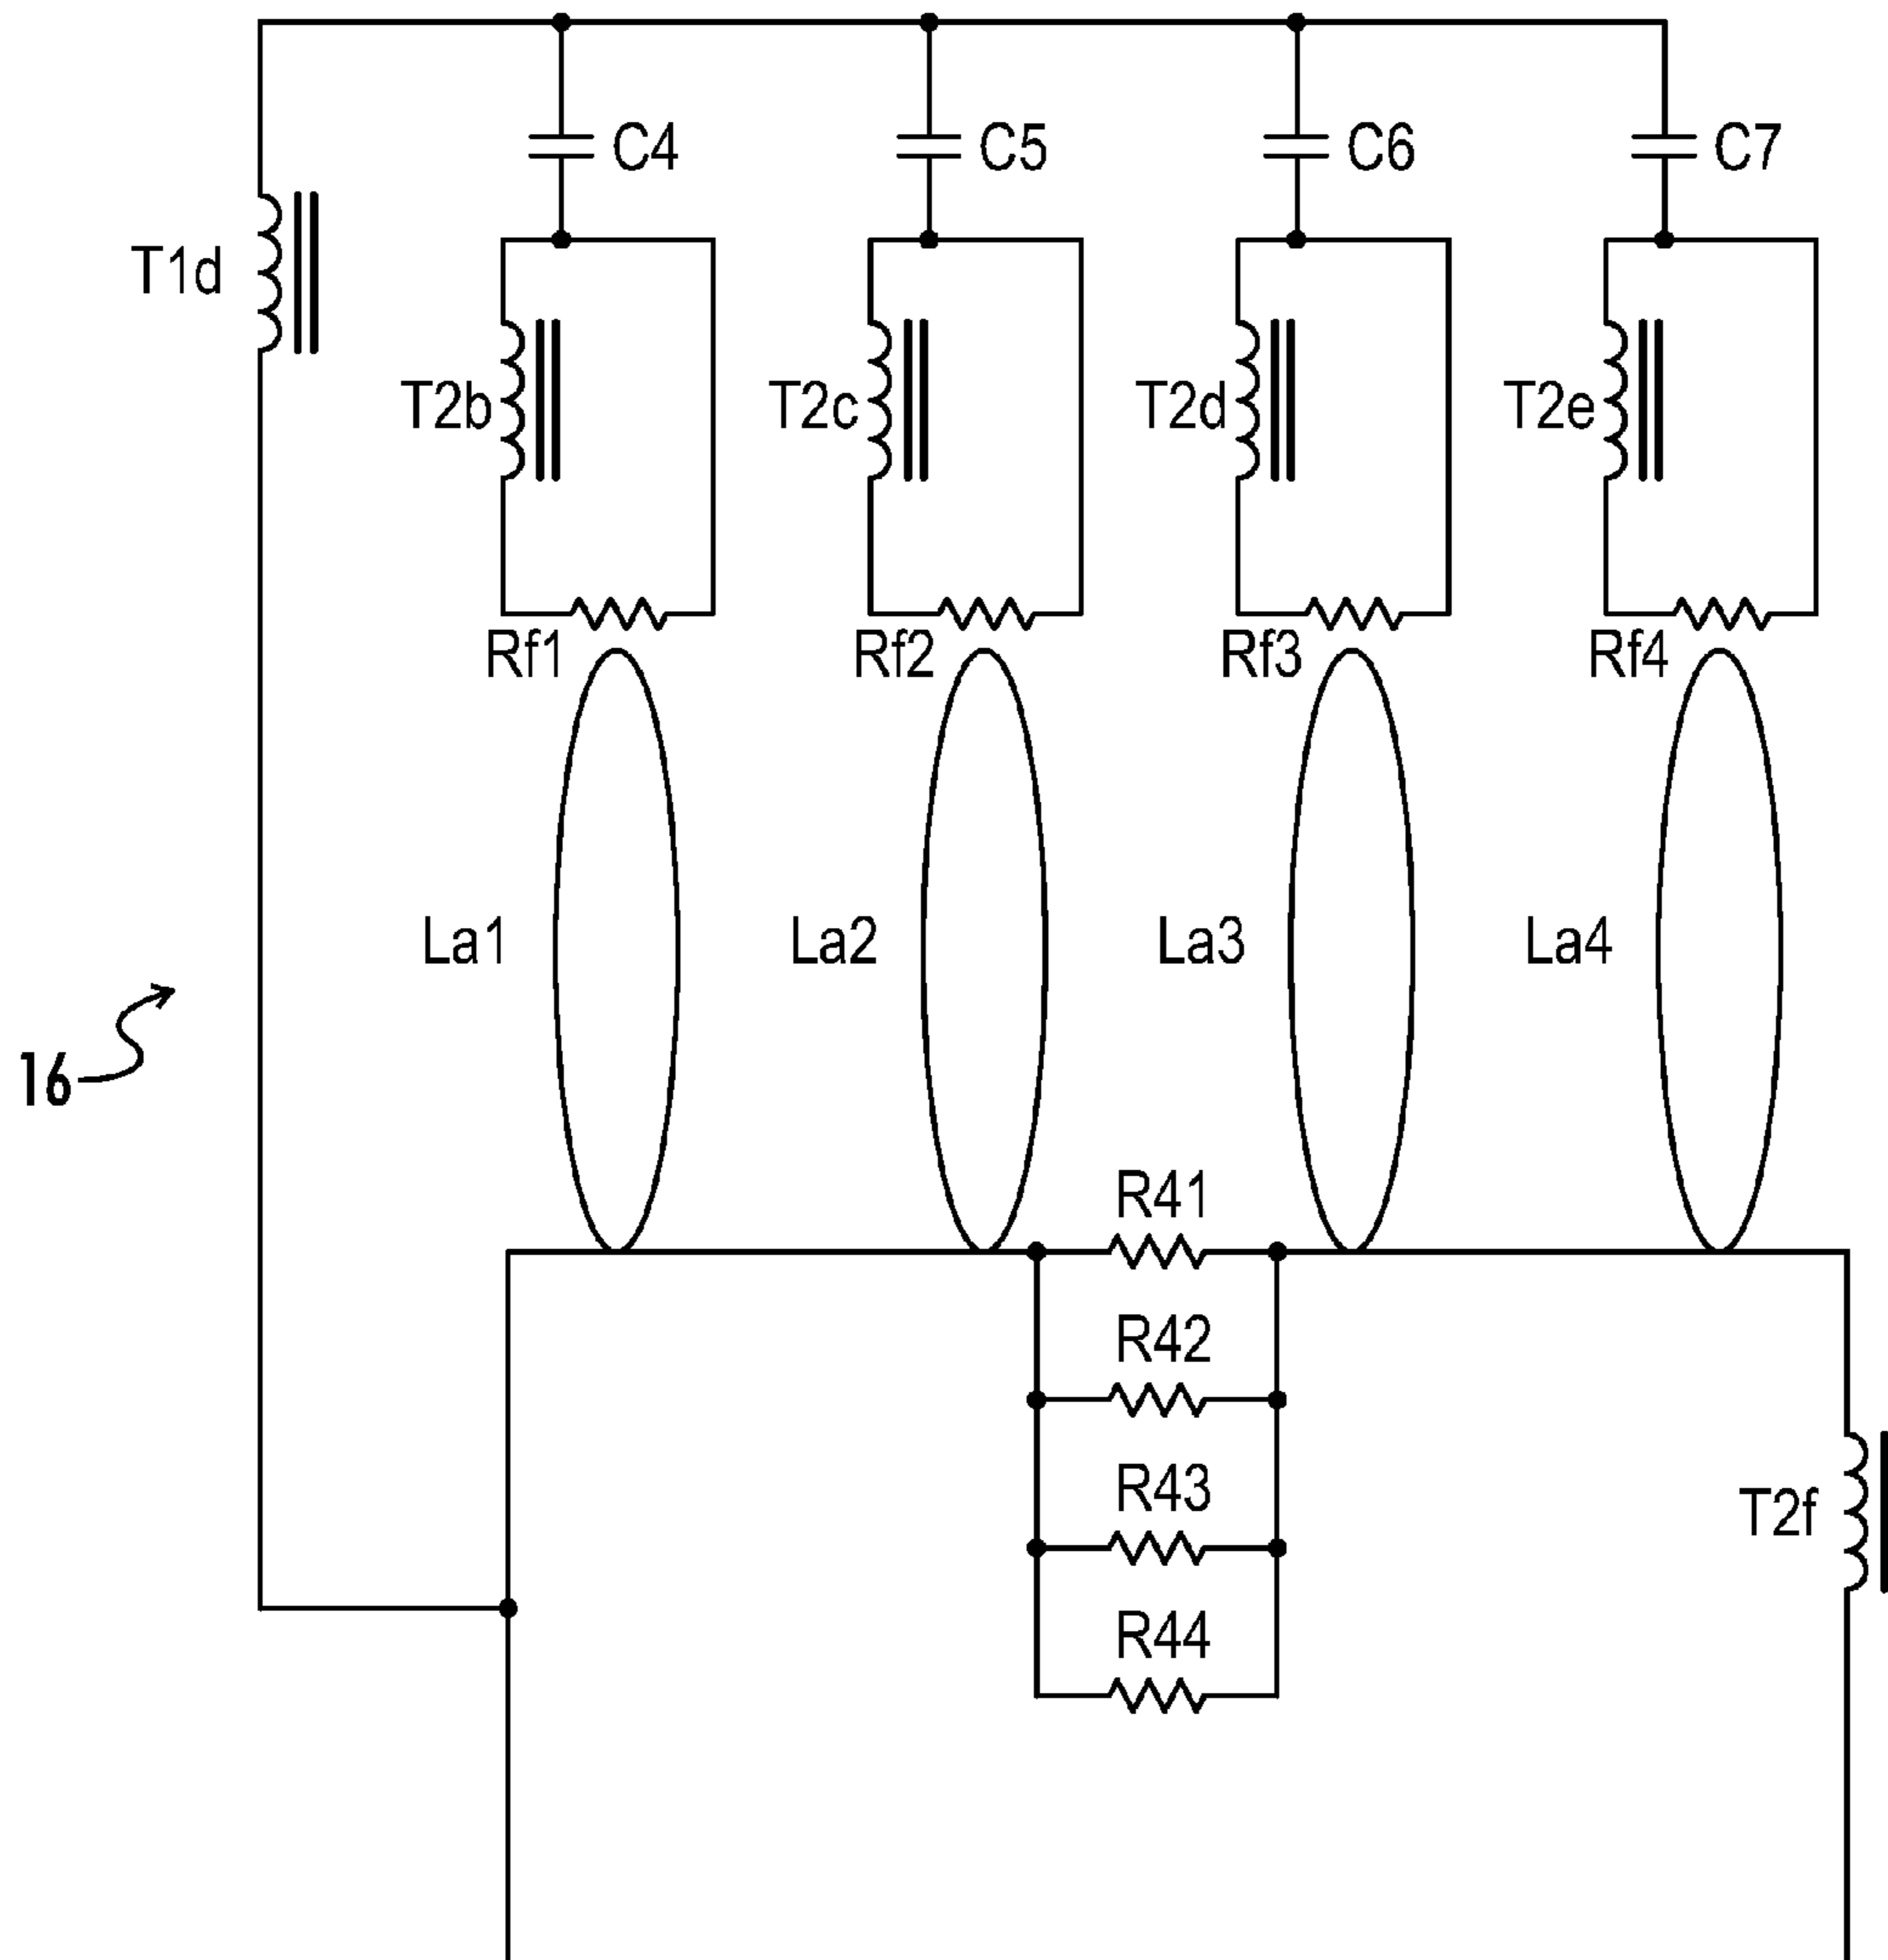 C4 C5 C6 C7
T1d
T2b T2c T2d T2e
Rf1 Rf2 Rf3 Rf4
La1 La2 La3 La4
16
R41
R42
R43
T2f
R44